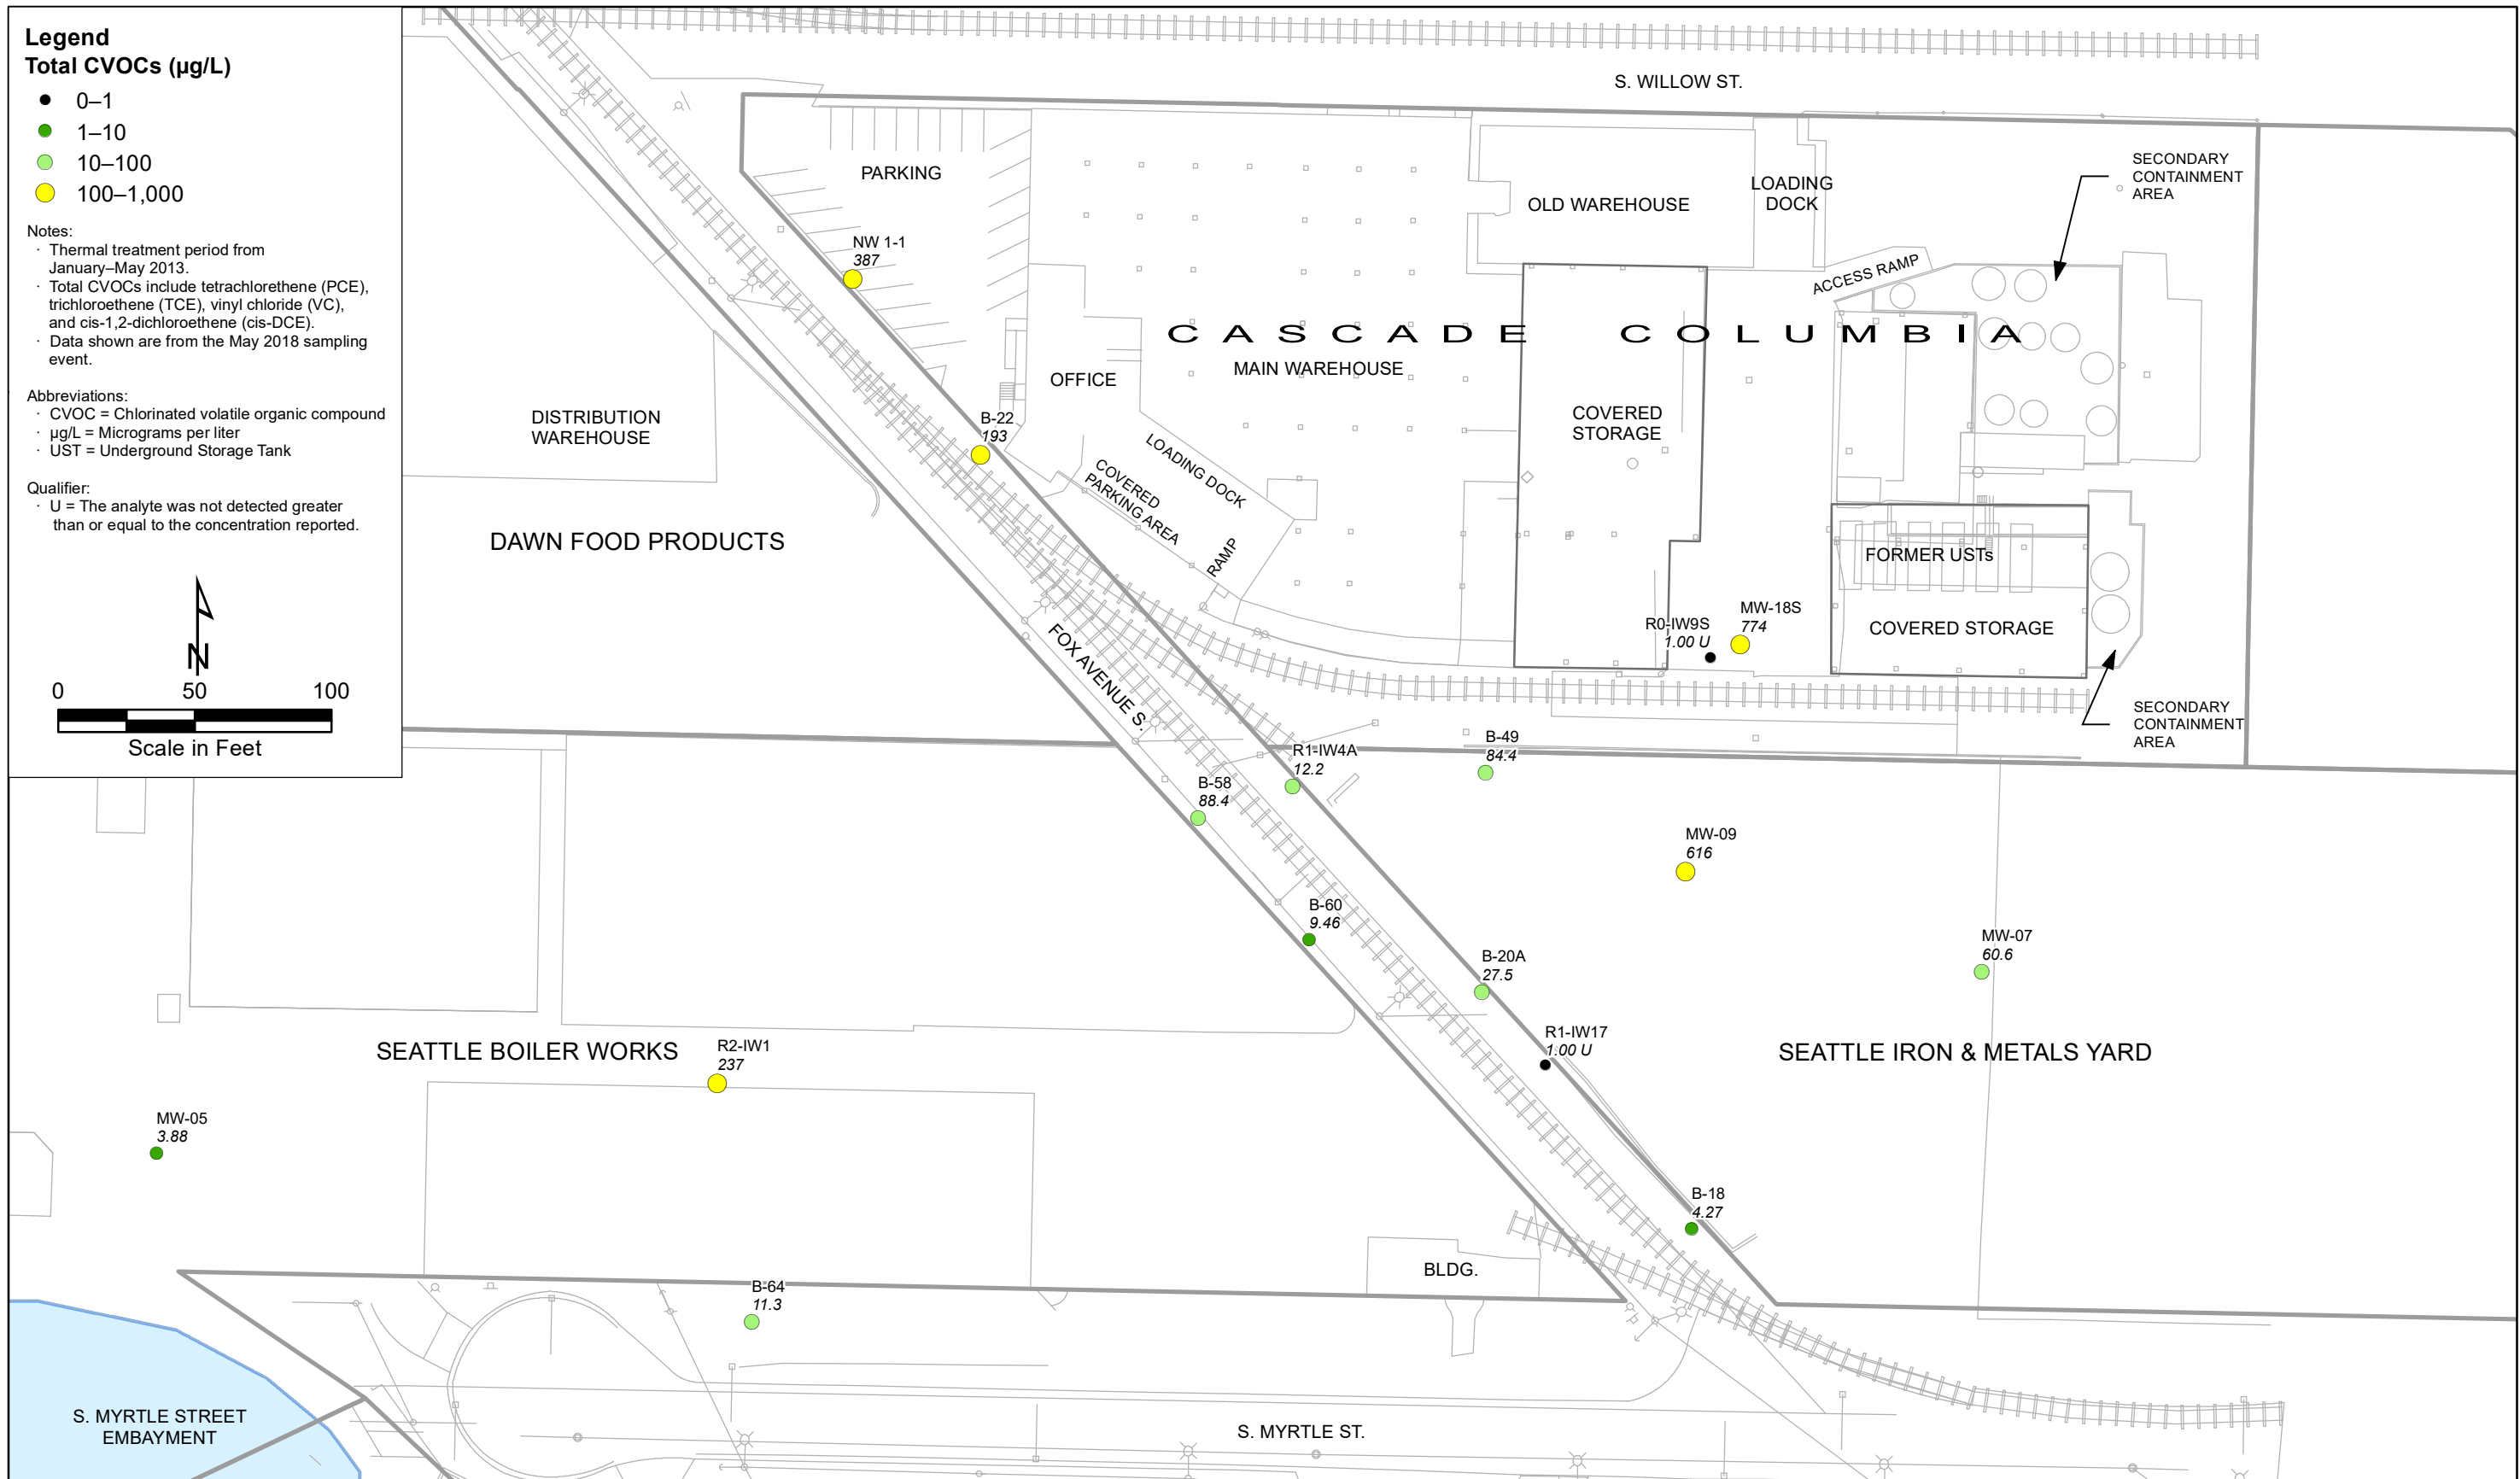 Legend
Total CVOCs (µg/L)
0–1
1–10
10–100
100–1,000
Notes:
· Thermal treatment period from
January–May 2013.
· Total CVOCs include tetrachlorethene (PCE),
trichloroethene (TCE), vinyl chloride (VC),
and cis-1,2-dichloroethene (cis-DCE).
· Data shown are from the May 2018 sampling
event.
Abbreviations:
· CVOC = Chlorinated volatile organic compound
· µg/L = Micrograms per liter
· UST = Underground Storage Tank
Qualifier:
· U = The analyte was not detected greater
than or equal to the concentration reported.
N
0 50 100
Scale in Feet
S. WILLOW ST.
PARKING
OLD WAREHOUSE
LOADING
DOCK
SECONDARY
CONTAINMENT
AREA
NW 1-1
387
ACCESS RAMP
CASCADE COLUMBIA
MAIN WAREHOUSE
OFFICE
COVERED
STORAGE
DISTRIBUTION
WAREHOUSE
B-22
193
LOADING DOCK
COVERED
PARKING AREA
RAMP
DAWN FOOD PRODUCTS
FORMER USTs
COVERED STORAGE
R0-IW9S
1.00 U
MW-18S
774
FOX AVENUE S.
SECONDARY
CONTAINMENT
AREA
R1-IW4A
12.2
B-49
84.4
B-58
88.4
MW-09
616
B-60
9.46
B-20A
27.5
MW-07
60.6
R1-IW17
1.00 U
SEATTLE BOILER WORKS
R2-IW1
237
SEATTLE IRON & METALS YARD
MW-05
3.88
B-18
4.27
BLDG.
B-64
11.3
S. MYRTLE STREET
EMBAYMENT
S. MYRTLE ST.